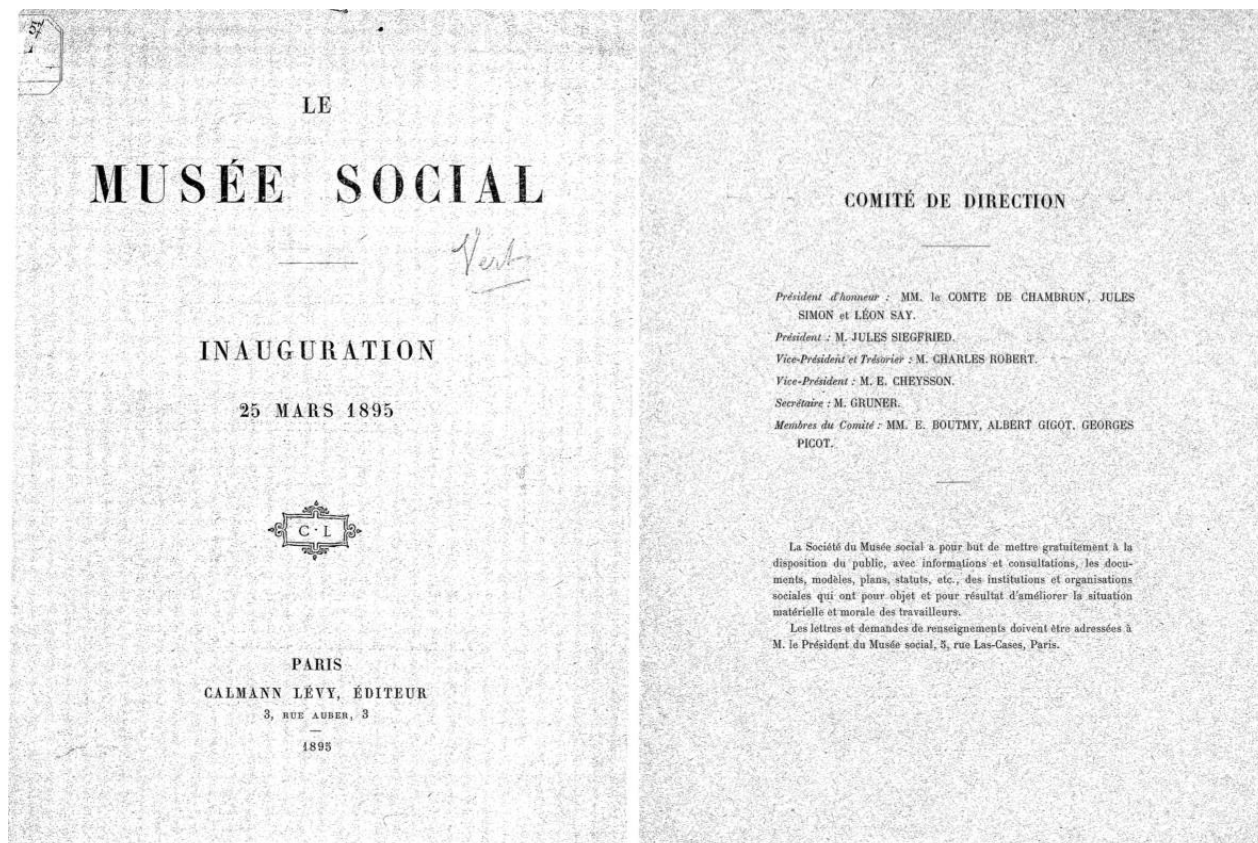 LE
MUSÉE SOCIAL
Vert
INAUGURATION
25 MARS 1895
C·L
PARIS
CALMANN LÉVY, ÉDITEUR
3, RUE AUBER, 3
1895
COMITÉ DE DIRECTION
Président d'honneur : MM. le COMTE DE CHAMBRUN, JULES
SIMON et LÉON SAY.
Président : M. JULES SIEGFRIED.
Vice-Président et Trésorier : M. CHARLES ROBERT.
Vice-Président : M. E. CHEYSSON.
Secrétaire : M. GRUNER.
Membres du Comité : MM. E. BOUTMY, ALBERT GIGOT, GEORGES
PICOT.
La Société du Musée social a pour but de mettre gratuitement à la
disposition du public, avec informations et consultations, les docu-
ments, modèles, plans, statuts, etc., des institutions et organisations
sociales qui ont pour objet et pour résultat d'améliorer la situation
matérielle et morale des travailleurs.
Les lettres et demandes de renseignements doivent être adressées à
M. le Président du Musée social, 5, rue Las-Cases, Paris.